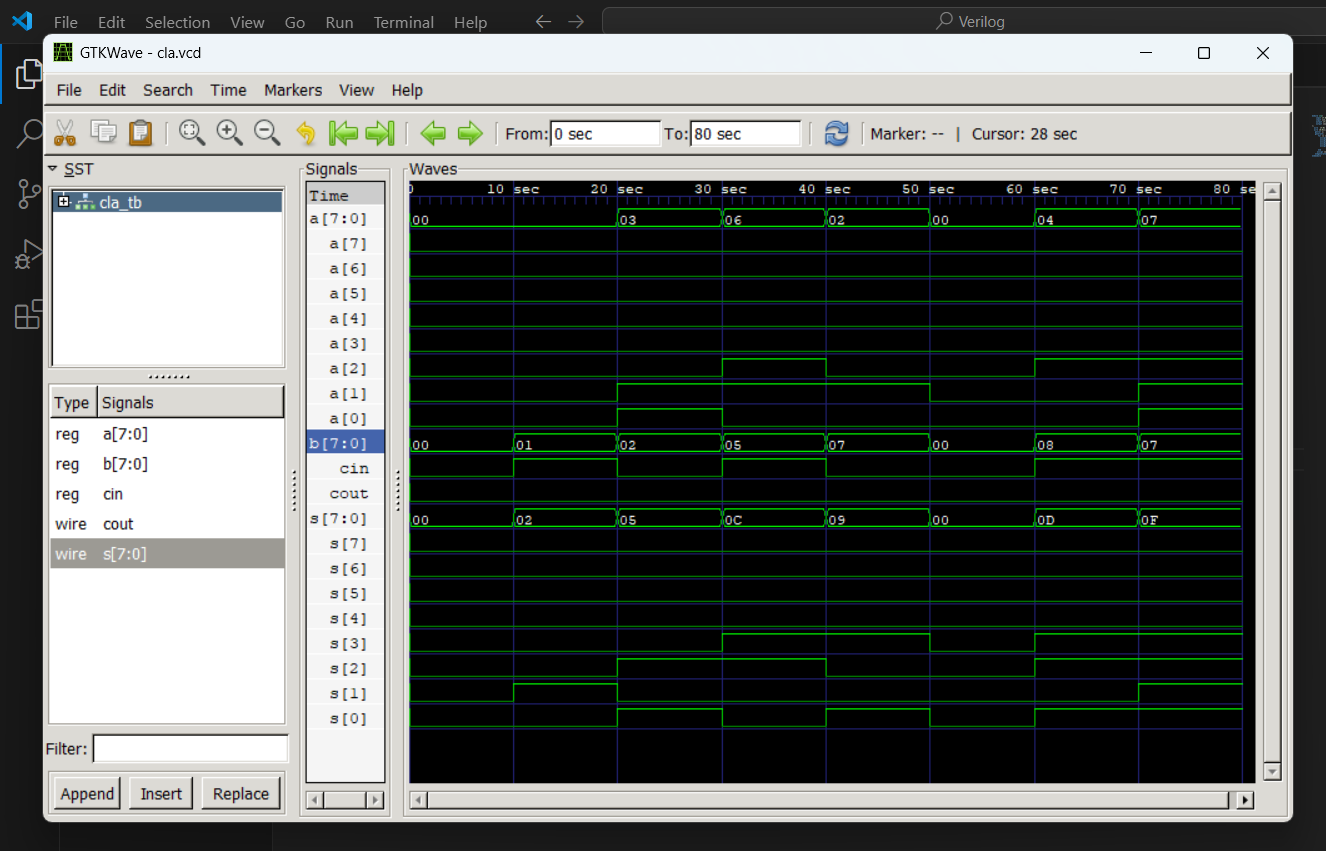 File Edit Selection View Go Run Terminal Help Verilog
GTKWave - cla.vcd
File Edit Search Time Markers View Help
From: 0 sec To: 80 sec Marker: -- | Cursor: 28 sec
SST
cla_tb
Type Signals
reg a[7:0]
reg b[7:0]
reg cin
wire cout
wire s[7:0]
Filter:
Append Insert Replace
Signals
Time
a[7:0]
a[7]
a[6]
a[5]
a[4]
a[3]
a[2]
a[1]
a[0]
b[7:0]
cin
cout
s[7:0]
s[7]
s[6]
s[5]
s[4]
s[3]
s[2]
s[1]
s[0]
Waves
0 10 sec 20 sec 30 sec 40 sec 50 sec 60 sec 70 sec 80 se
00 03 06 02 00 04 07
00 01 02 05 07 00 08 07
00 02 05 0C 09 00 0D 0F